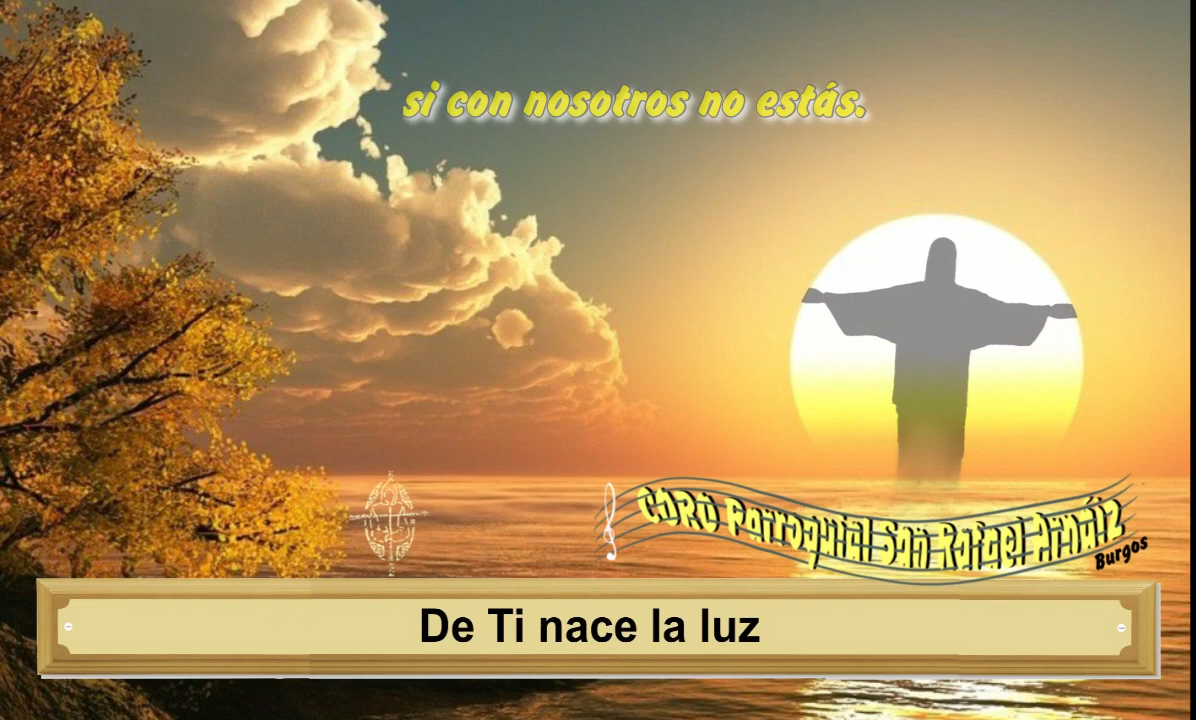 si con nosotros no estás.
CORO Parroquial San Rafael Arnáiz
Burgos
De Ti nace la luz